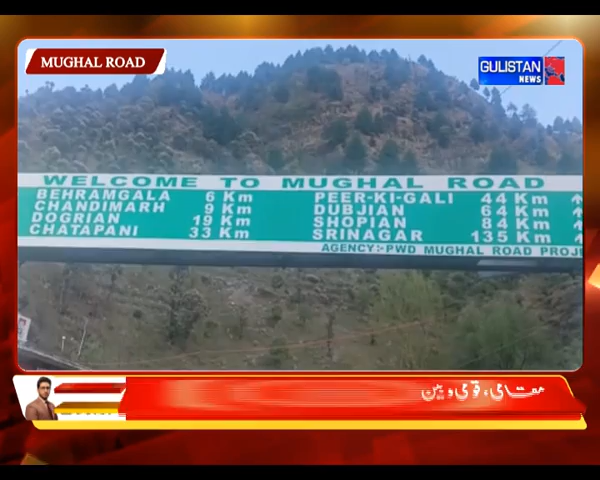 MUGHAL ROAD
GULISTAN
NEWS
WELCOME TO MUGHAL ROAD
BEHRAMGALA 6 Km
CHANDIMARH 9 Km
DOGRIAN 19 Km
CHATAPANI 33 Km
PEER-KI-GALI 44 Km ↑
DUBJIAN 64 Km ↑
SHOPIAN 84 Km ↑
SRINAGAR 135 Km ↑
AGENCY:-PWD MUGHAL ROAD PROJE
مقامی، قومی و بین